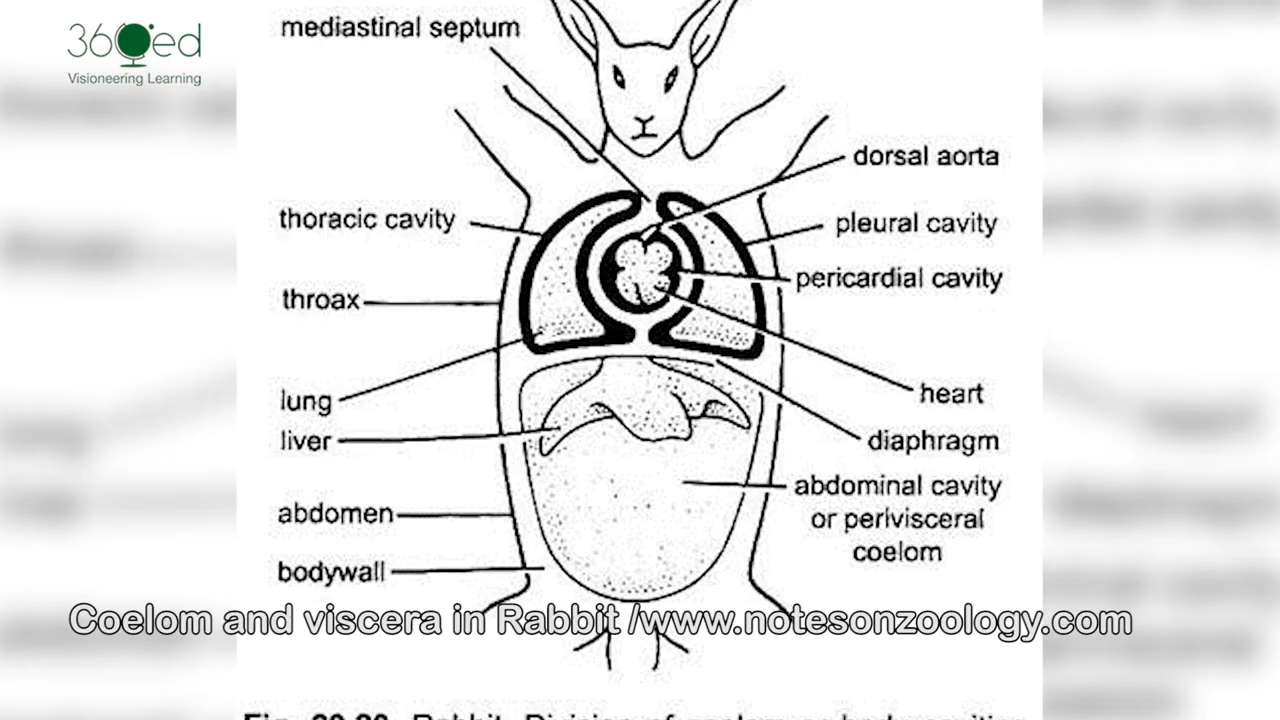 360ed
Visioneering Learning
mediastinal septum
dorsal aorta
thoracic cavity
pleural cavity
pericardial cavity
throax
lung
heart
liver
diaphragm
abdominal cavity
or perivisceral
coelom
abdomen
bodywall
Coelom and viscera in Rabbit /www.notesonzoology.com